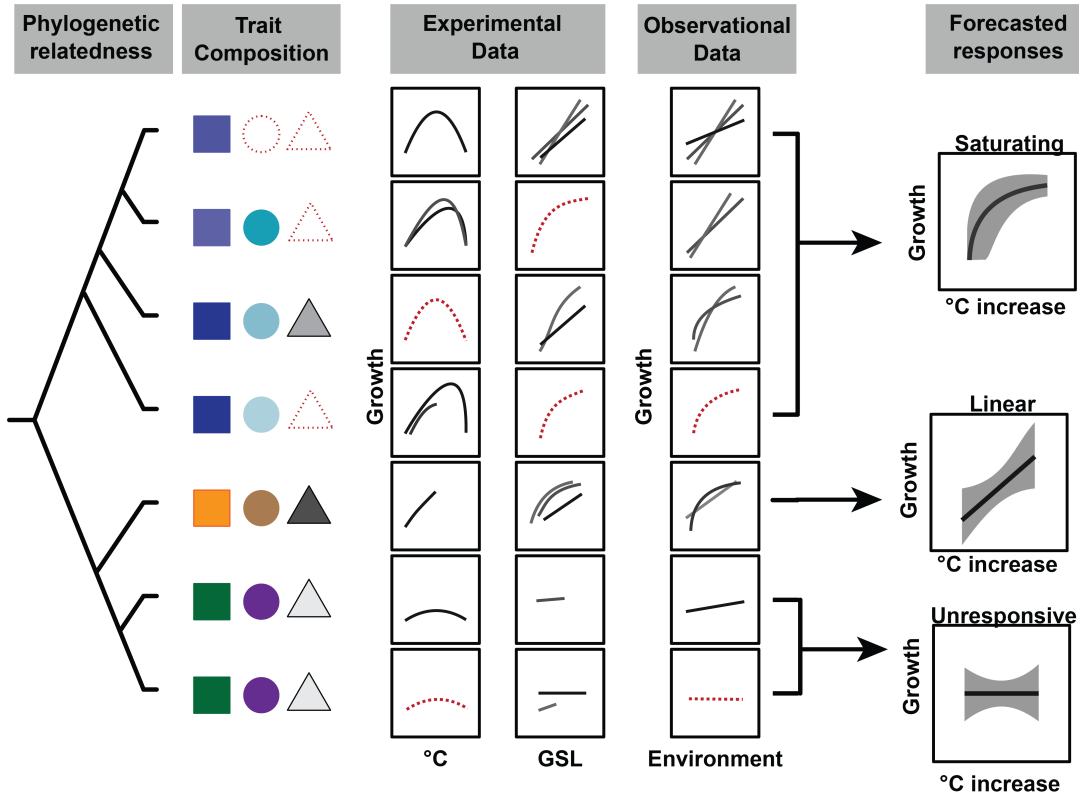 Phylogenetic
relatedness
Trait
Composition
Experimental
Data
Observational
Data
Forecasted
responses
Growth
°C
GSL
Growth
Environment
Saturating
Growth
°C increase
Linear
Growth
°C increase
Unresponsive
Growth
°C increase